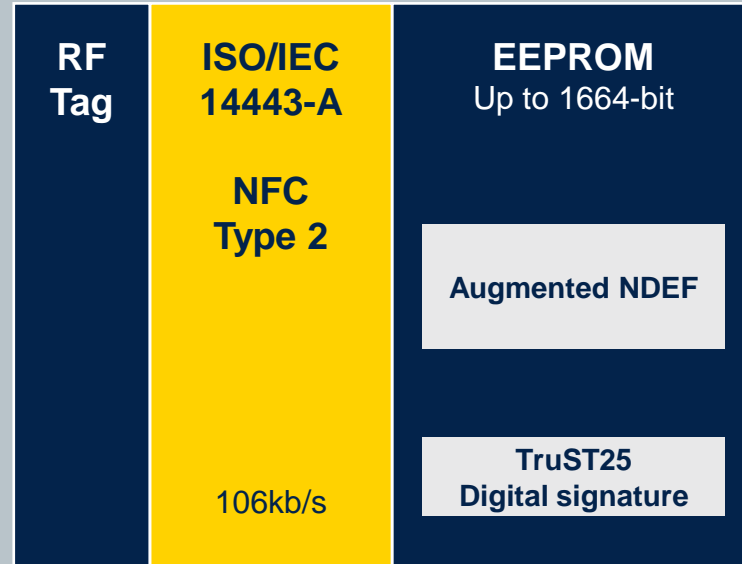 RF
Tag
ISO/IEC
14443-A
NFC
Type 2
106kb/s
EEPROM
Up to 1664-bit
Augmented NDEF
TruST25
Digital signature